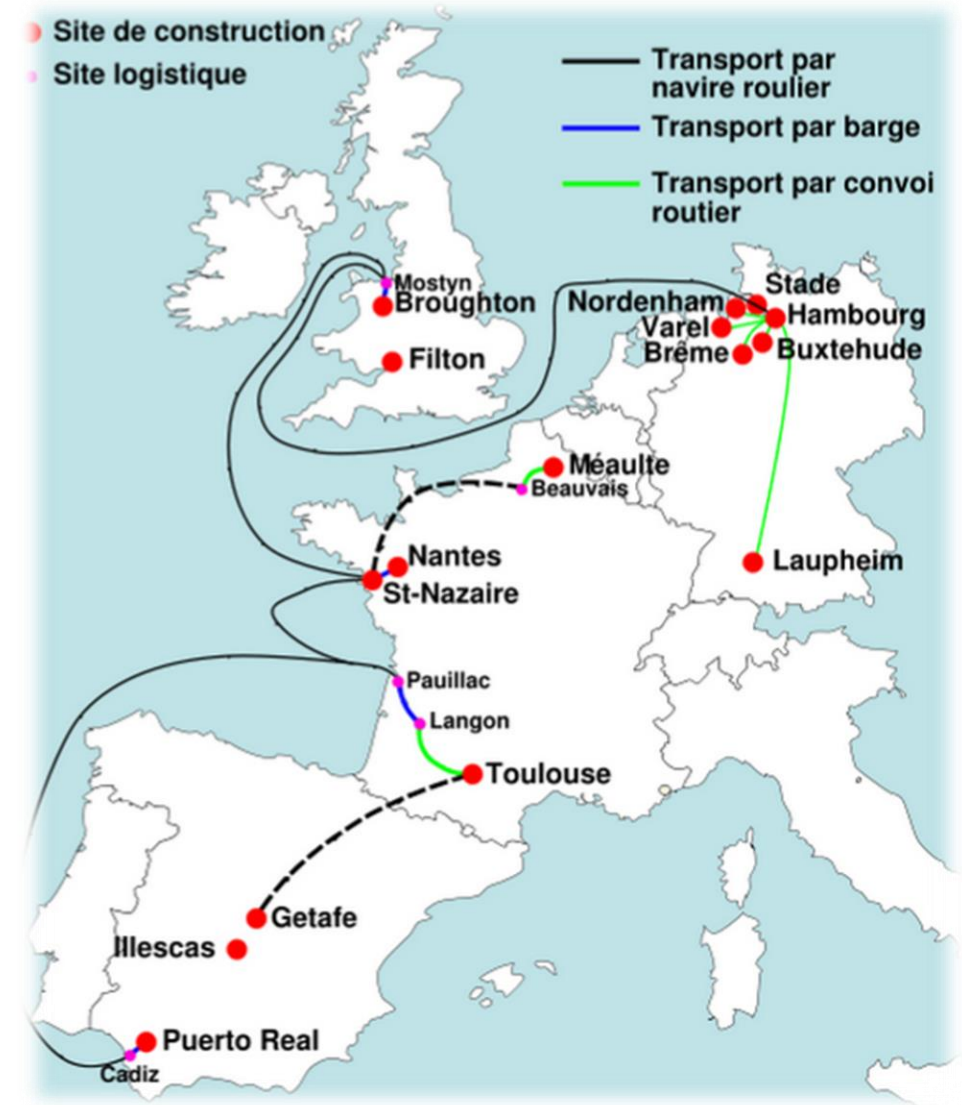 Site de construction
Site logistique
Transport par
navire roulier
Transport par barge
Transport par convoi
routier
Mostyn
Broughton
Filton
Stade
Nordenham
Hambourg
Varel
Brême
Buxtehude
Méaulte
Beauvais
Nantes
St-Nazaire
Laupheim
Pauillac
Langon
Toulouse
Getafe
Illescas
Puerto Real
Cadiz